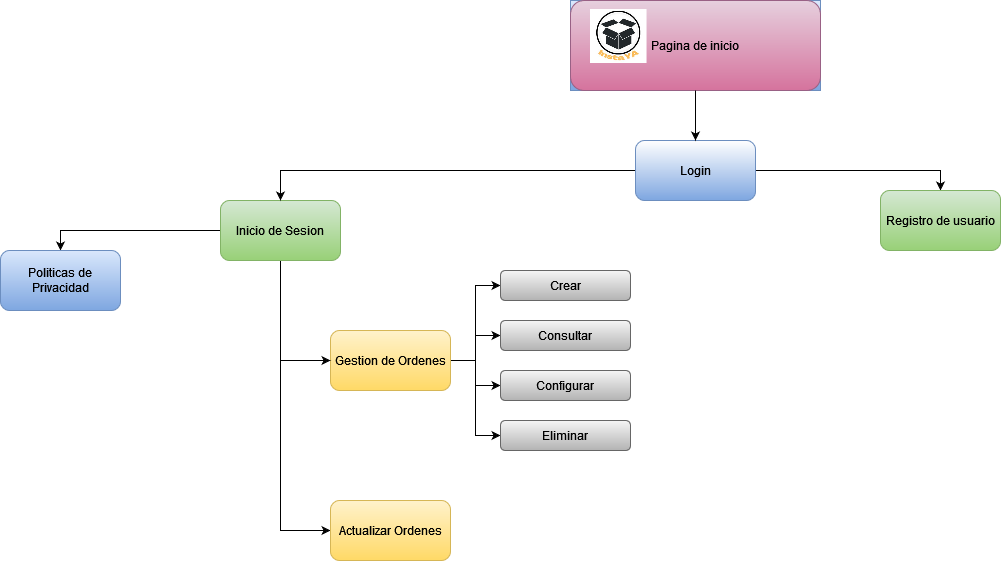 Pagina de inicio
Login
Inicio de Sesion
Registro de usuario
Politicas de
Privacidad
Crear
Consultar
Gestion de Ordenes
Configurar
Eliminar
Actualizar Ordenes